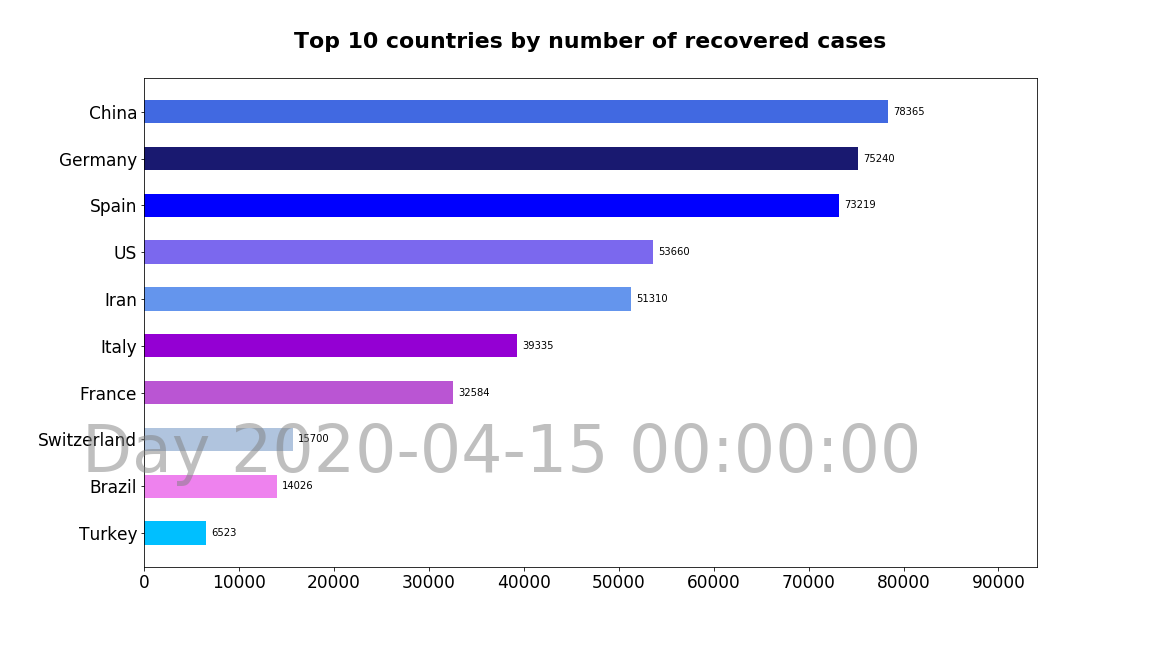 Top 10 countries by number of recovered cases
China 78365
Germany 75240
Spain 73219
US 53660
Iran 51310
Italy 39335
France 32584
Switzerland 15700
Day 2020-04-15 00:00:00
Brazil 14026
Turkey 6523
0 10000 20000 30000 40000 50000 60000 70000 80000 90000